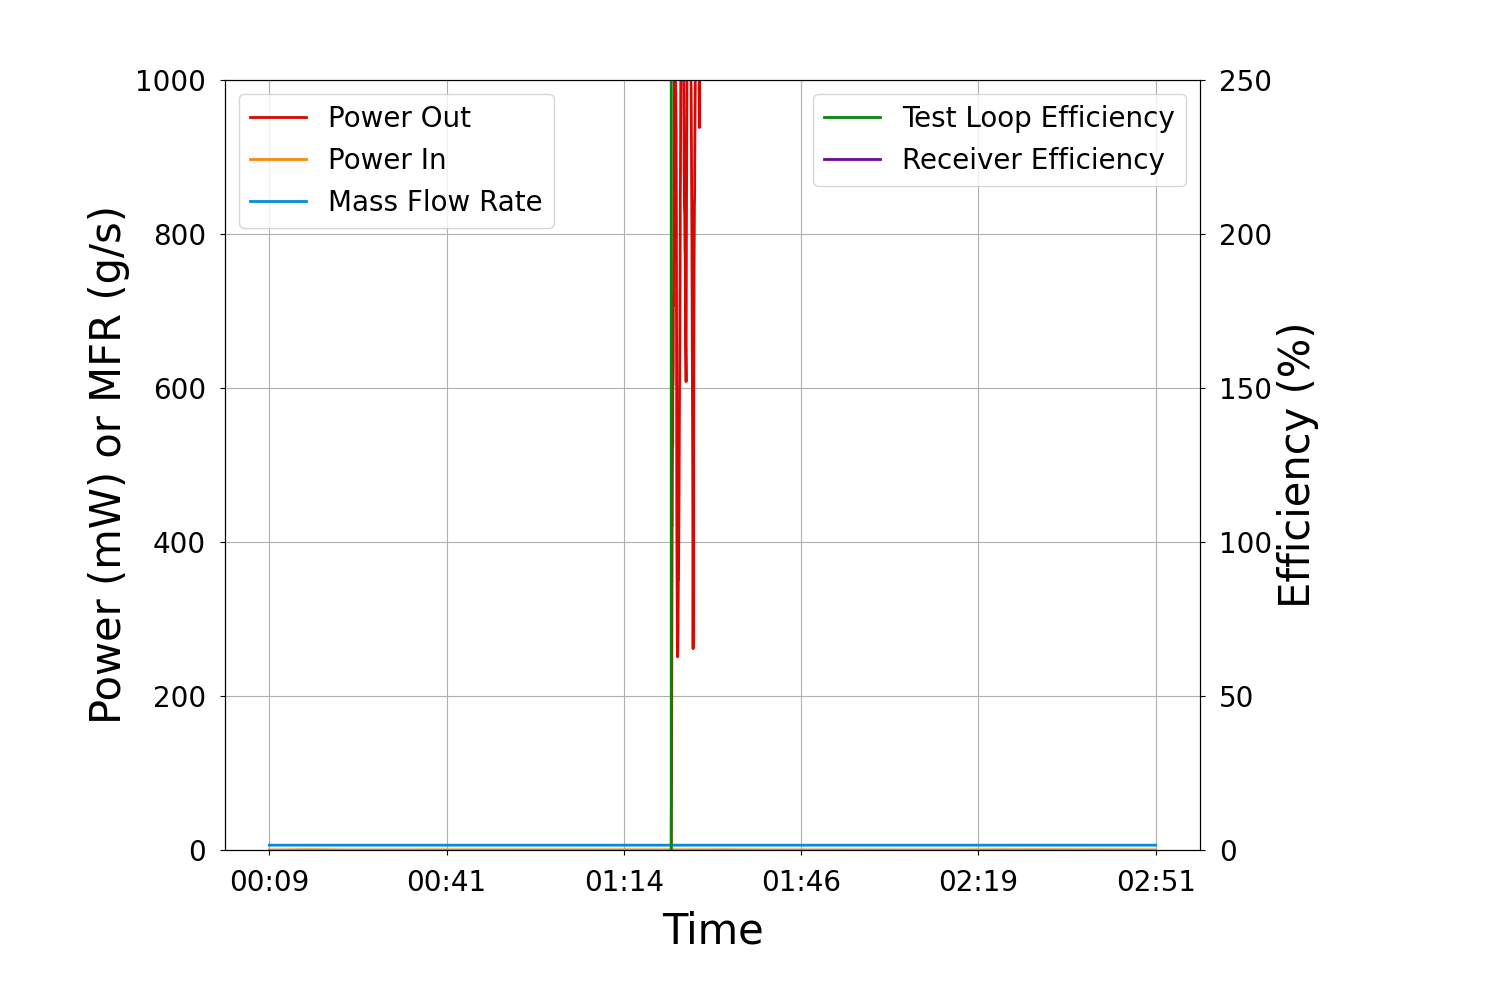 1000
800
600
400
200
0
Power (mW) or MFR (g/s)
Power Out
Power In
Mass Flow Rate
Test Loop Efficiency
Receiver Efficiency
250
200
150
100
50
0
Efficiency (%)
00:09 00:41 01:14 01:46 02:19 02:51
Time